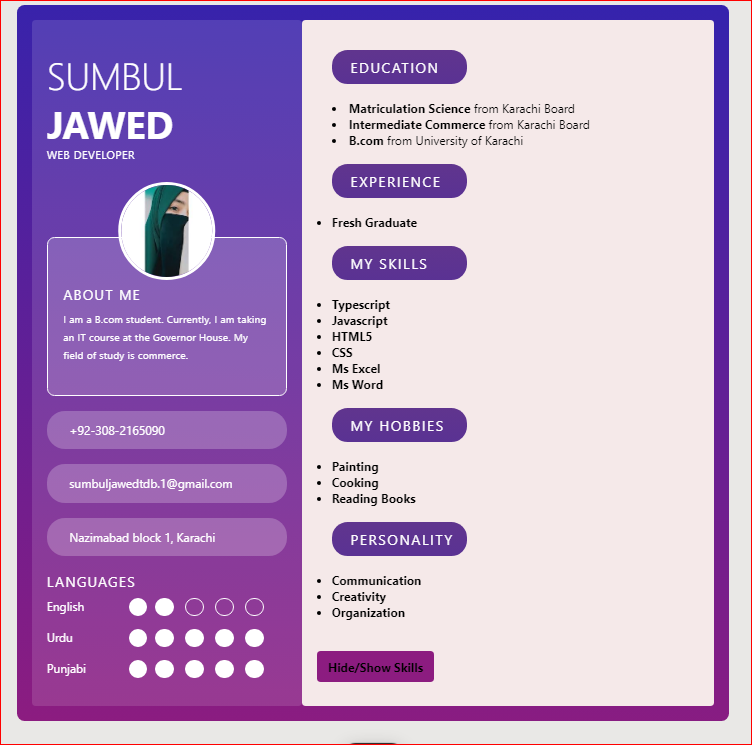 SUMBUL
JAWED
WEB DEVELOPER
ABOUT ME
I am a B.com student. Currently, I am taking
an IT course at the Governor House. My
field of study is commerce.
+92-308-2165090
sumbuljawedtdb.1@gmail.com
Nazimabad block 1, Karachi
LANGUAGES
English
Urdu
Punjabi
EDUCATION
Matriculation Science from Karachi Board
Intermediate Commerce from Karachi Board
B.com from University of Karachi
EXPERIENCE
Fresh Graduate
MY SKILLS
Typescript
Javascript
HTML5
CSS
Ms Excel
Ms Word
MY HOBBIES
Painting
Cooking
Reading Books
PERSONALITY
Communication
Creativity
Organization
Hide/Show Skills